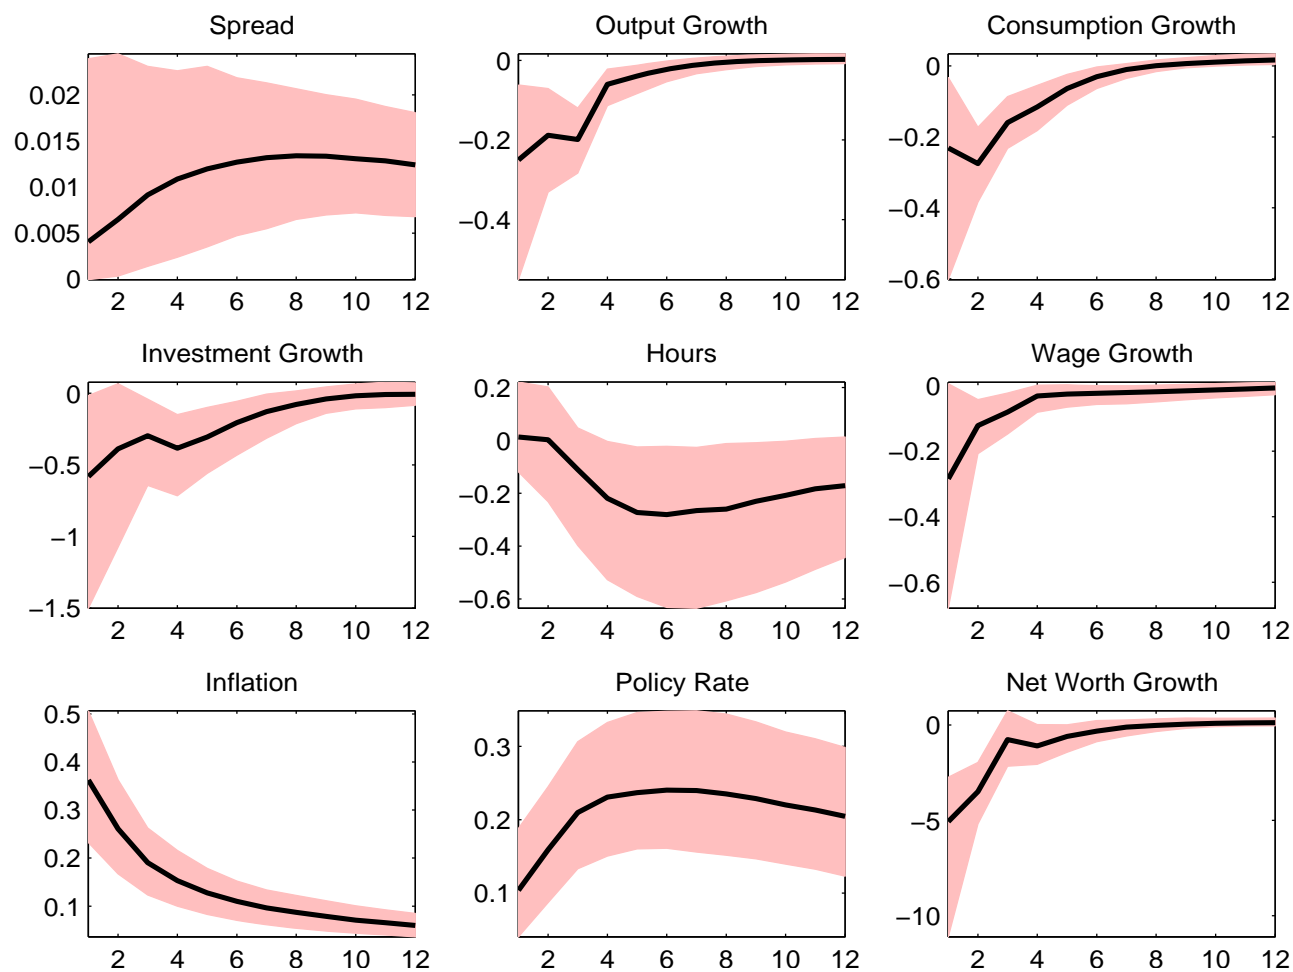 Spread
0.02
0.015
0.01
0.005
0
2 4 6 8 10 12
Output Growth
0
−0.2
−0.4
2 4 6 8 10 12
Consumption Growth
0
−0.2
−0.4
−0.6
2 4 6 8 10 12
Investment Growth
0
−0.5
−1
−1.5
2 4 6 8 10 12
Hours
0.2
0
−0.2
−0.4
−0.6
2 4 6 8 10 12
Wage Growth
0
−0.2
−0.4
−0.6
2 4 6 8 10 12
Inflation
0.5
0.4
0.3
0.2
0.1
2 4 6 8 10 12
Policy Rate
0.3
0.2
0.1
2 4 6 8 10 12
Net Worth Growth
0
−5
−10
2 4 6 8 10 12